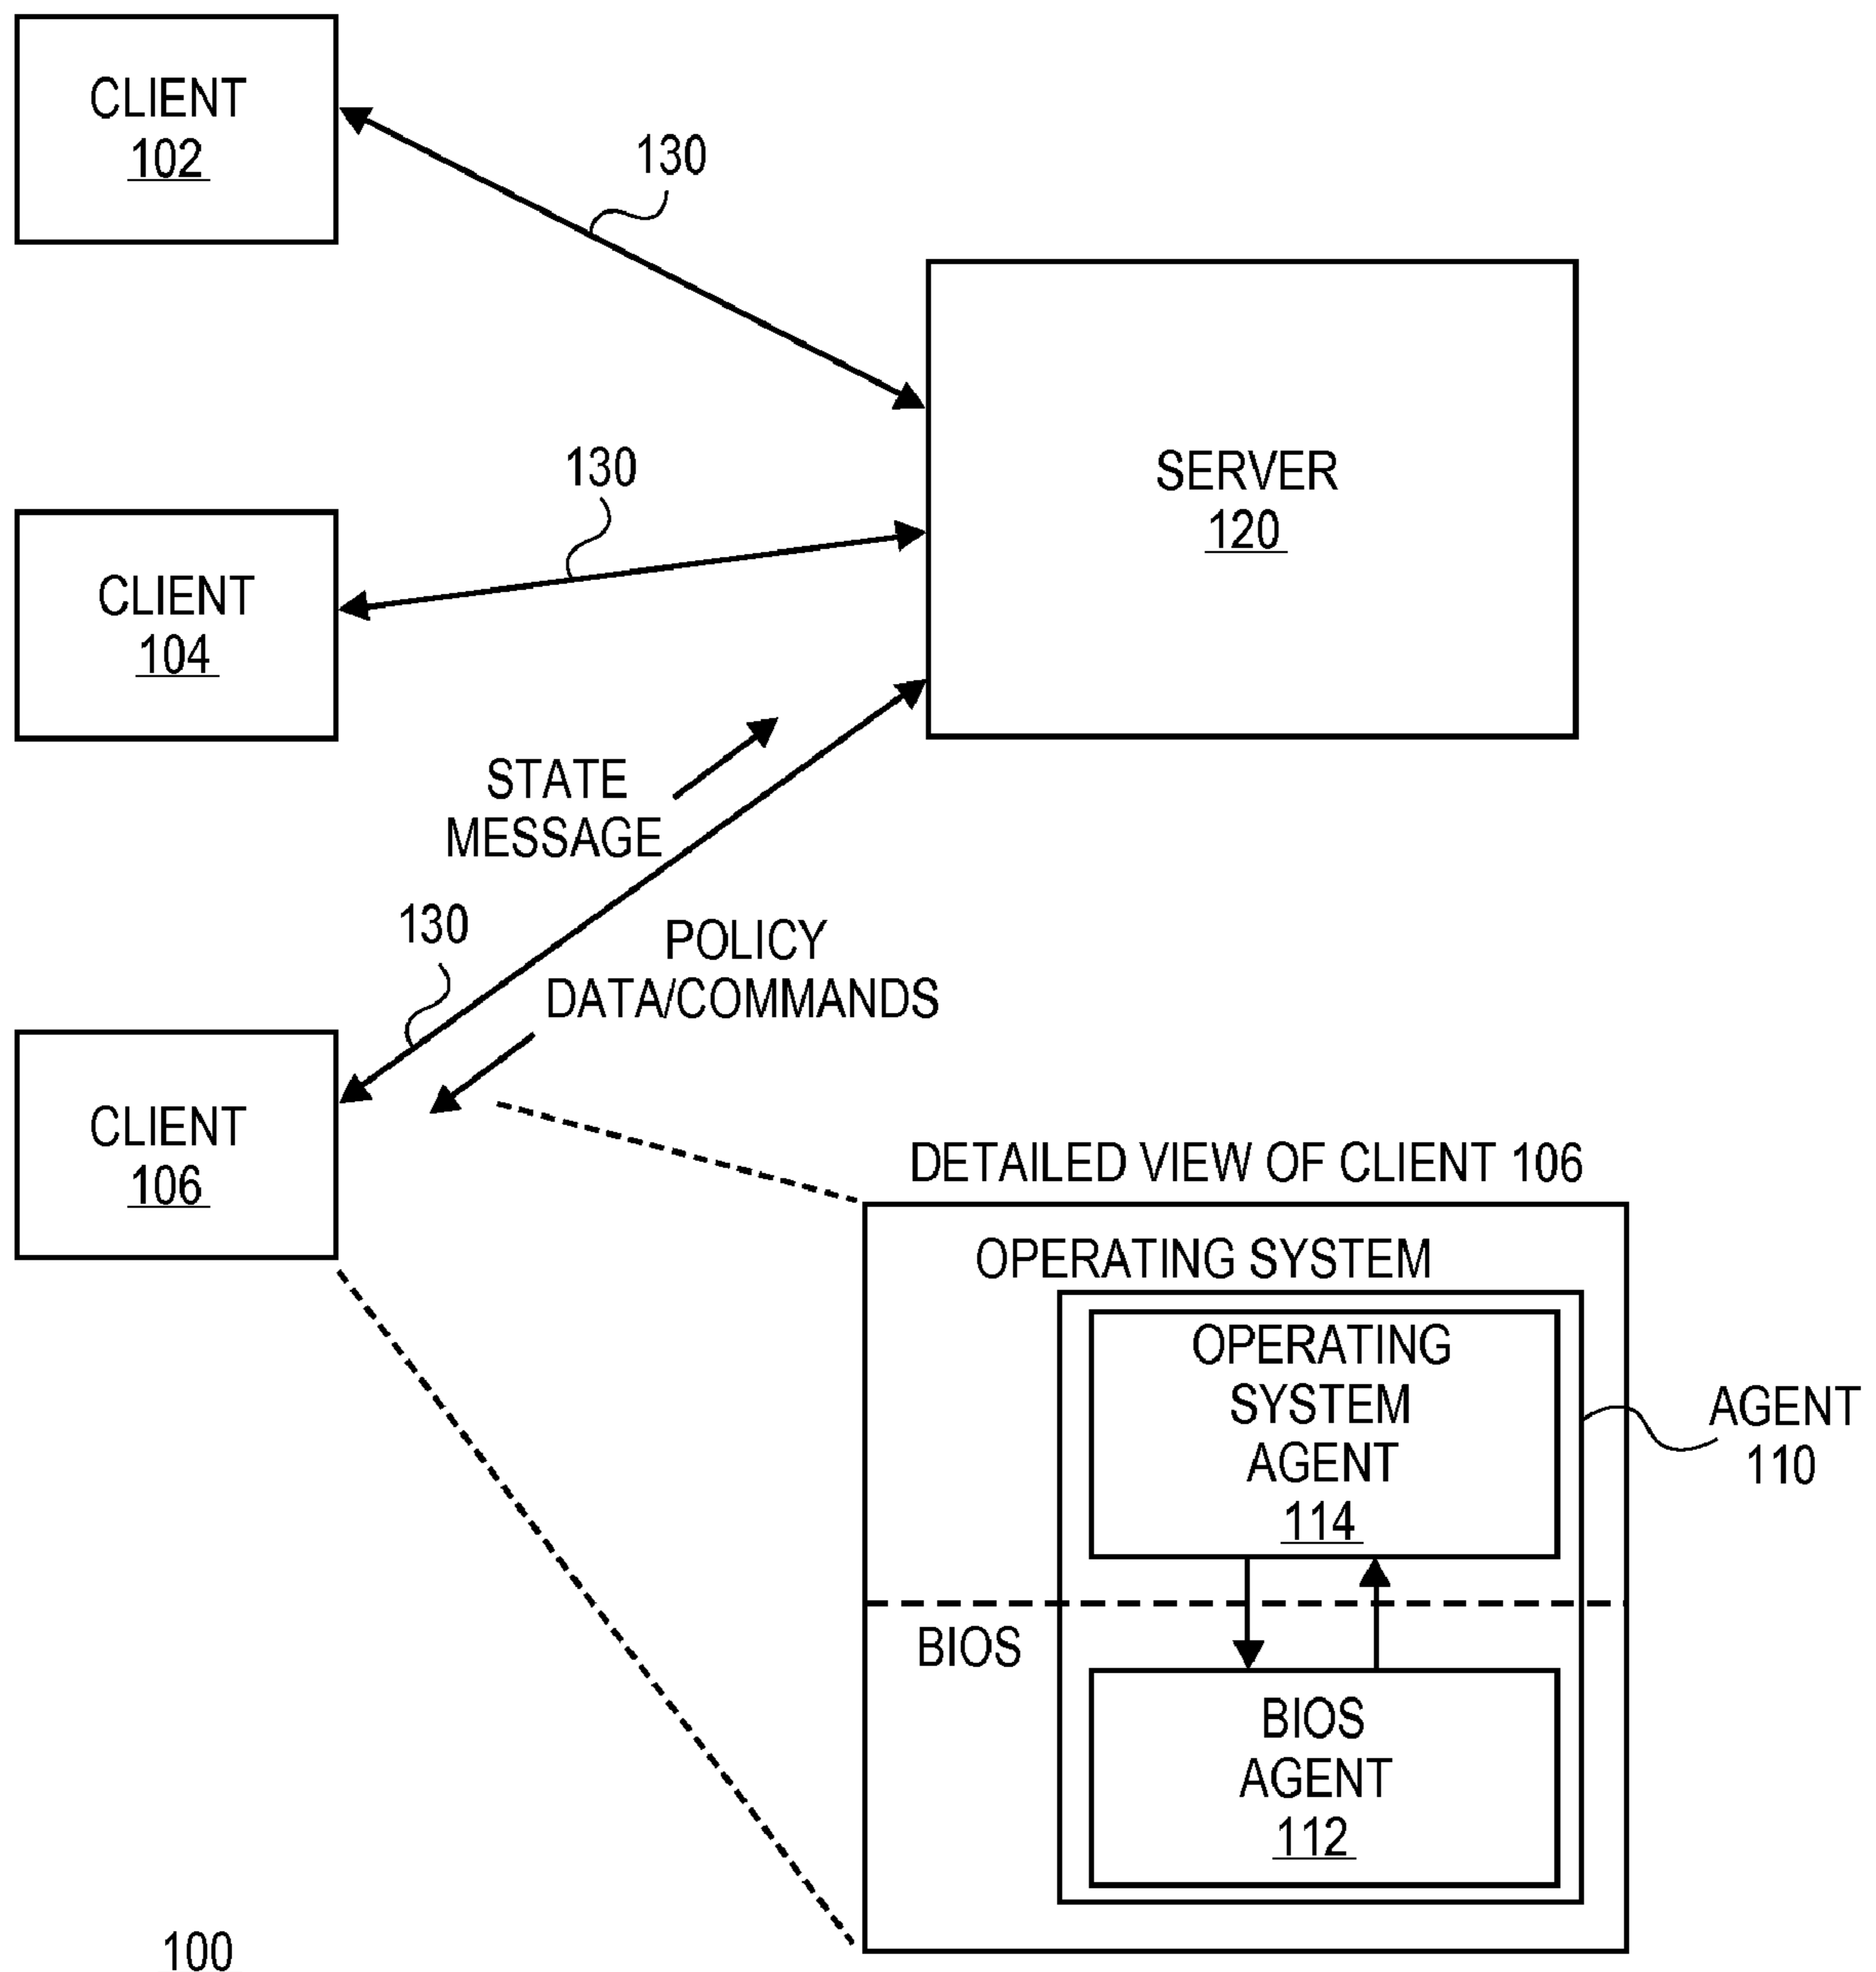 CLIENT
102
130
SERVER
120
130
CLIENT
104
STATE
MESSAGE
130
POLICY
DATA/COMMANDS
CLIENT
106
DETAILED VIEW OF CLIENT 106
OPERATING SYSTEM
OPERATING
SYSTEM
AGENT
114
AGENT
110
BIOS
BIOS
AGENT
112
100